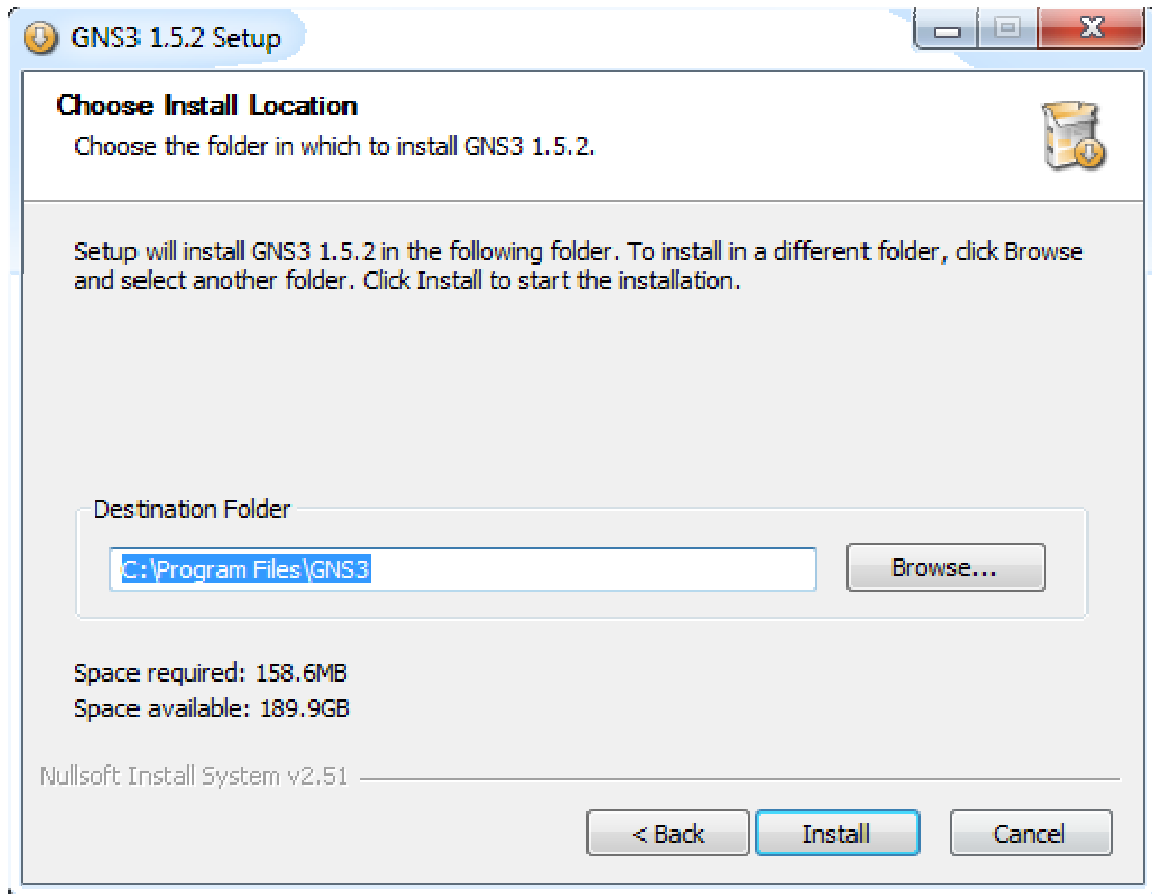 GNS3 1.5.2 Setup
Choose Install Location
Choose the folder in which to install GNS3 1.5.2.
Setup will install GNS3 1.5.2 in the following folder. To install in a different folder, click Browse
and select another folder. Click Install to start the installation.
Destination Folder
C:\Program Files\GNS3
Browse...
Space required: 158.6MB
Space available: 189.9GB
Nullsoft Install System v2.51
< Back
Install
Cancel